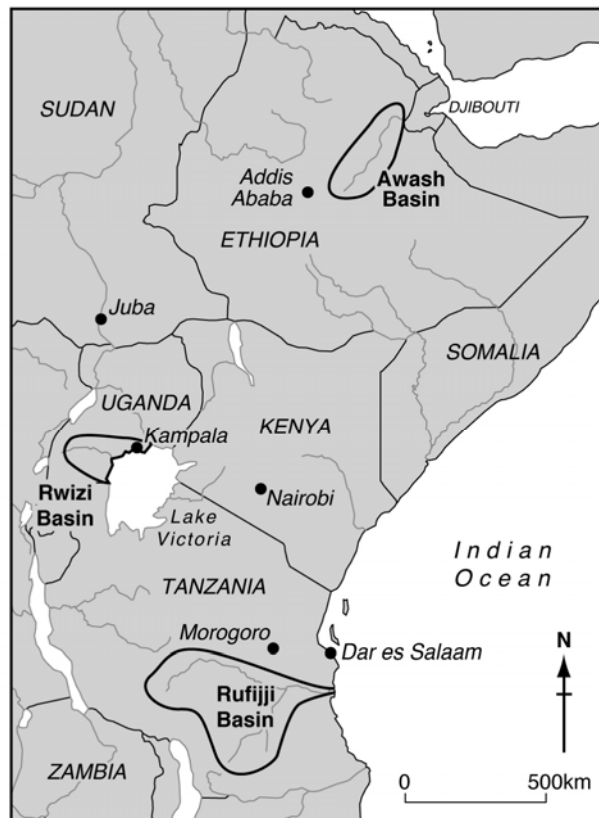 SUDAN
DJIBOUTI
Addis
Ababa
Awash
Basin
ETHIOPIA
Juba
SOMALIA
UGANDA
Kampala
KENYA
Rwizi
Basin
Nairobi
Lake
Victoria
Indian
Ocean
TANZANIA
Morogoro
Dar es Salaam
N
Rufijji
Basin
ZAMBIA
0 500km